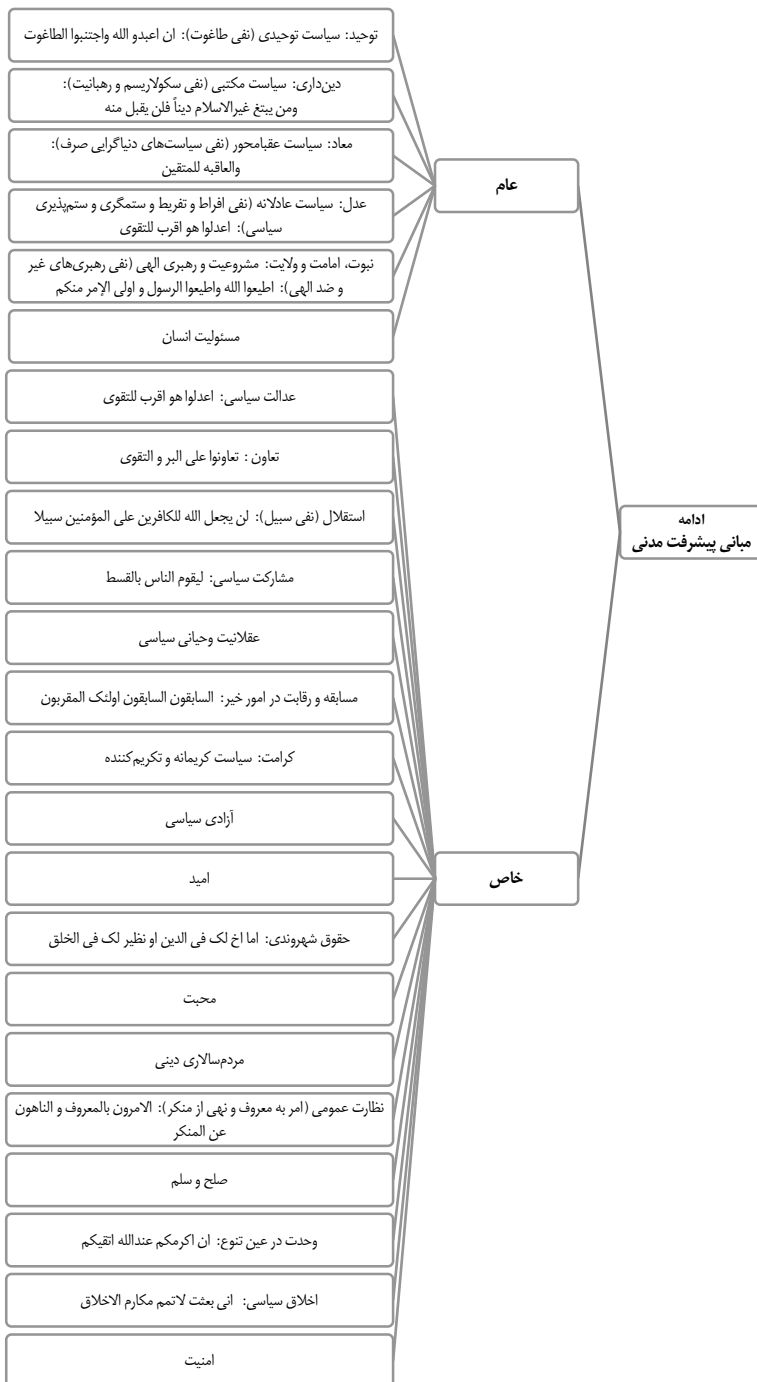 ادامه
مبانی پیشرفت مدنی
عام
توحید: سیاست توحیدی (نفی طاغوت): ان اعبدو الله واجتنبوا الطاغوت
دین‌داری: سیاست مکتبی (نفی سکولاریسم و رهبانیت):
ومن یبتغ غیرالاسلام دیناً فلن یقبل منه
معاد: سیاست عقبامحور (نفی سیاست‌های دنیاگرایی صرف):
والعاقبه للمتقین
عدل: سیاست عادلانه (نفی افراط و تفریط و ستمگری و ستم‌پذیری
سیاسی): اعدلوا هو اقرب للتقوی
نبوت، امامت و ولایت: مشروعیت و رهبری الهی (نفی رهبری‌های غیر
و ضد الهی): اطیعوا الله واطیعوا الرسول و اولی الإمر منکم
مسئولیت انسان
خاص
عدالت سیاسی: اعدلوا هو اقرب للتقوی
تعاون : تعاونوا علی البر و التقوی
استقلال (نفی سبیل): لن یجعل الله للکافرین علی المؤمنین سبیلا
مشارکت سیاسی: لیقوم الناس بالقسط
عقلانیت وحیانی سیاسی
مسابقه و رقابت در امور خیر: السابقون السابقون اولئک المقربون
کرامت: سیاست کریمانه و تکریم‌کننده
آزادی سیاسی
امید
حقوق شهروندی: اما اخ لک فی الدین او نظیر لک فی الخلق
محبت
مردم‌سالاری دینی
نظارت عمومی (امر به معروف و نهی از منکر): الامرون بالمعروف و الناهون
عن المنکر
صلح و سلم
وحدت در عین تنوع: ان اکرمکم عندالله اتقیکم
اخلاق سیاسی: انی بعثت لاتمم مکارم الاخلاق
امنیت